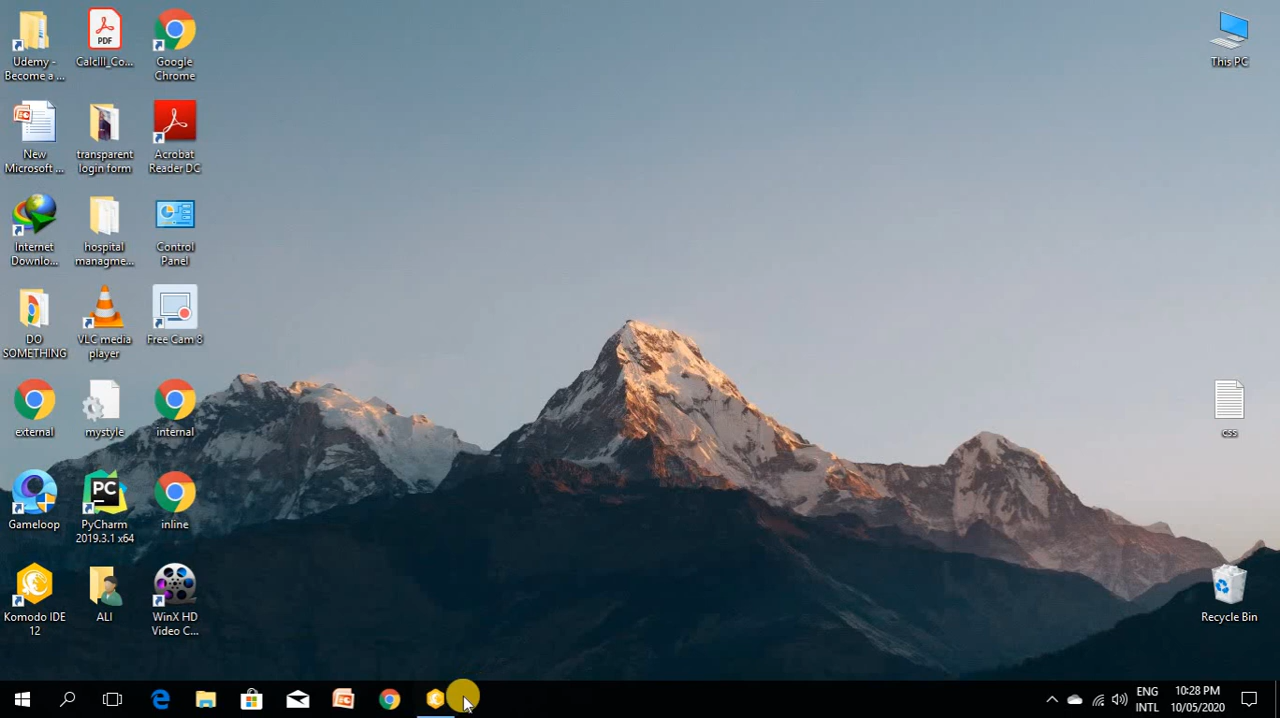 Udemy -
Become a ...
PDF
CalcIII_Co...
Google
Chrome
This PC
New
Microsoft ...
transparent
login form
Acrobat
Reader DC
Internet
Downlo...
hospital
managme...
Control
Panel
DO
SOMETHING
VLC media
player
Free Cam 8
external
mystyle
internal
css
Gameloop
PC
PyCharm
2019.3.1 x64
inline
Komodo IDE
12
ALI
WinX HD
Video C...
Recycle Bin
ENG
INTL
10:28 PM
10/05/2020